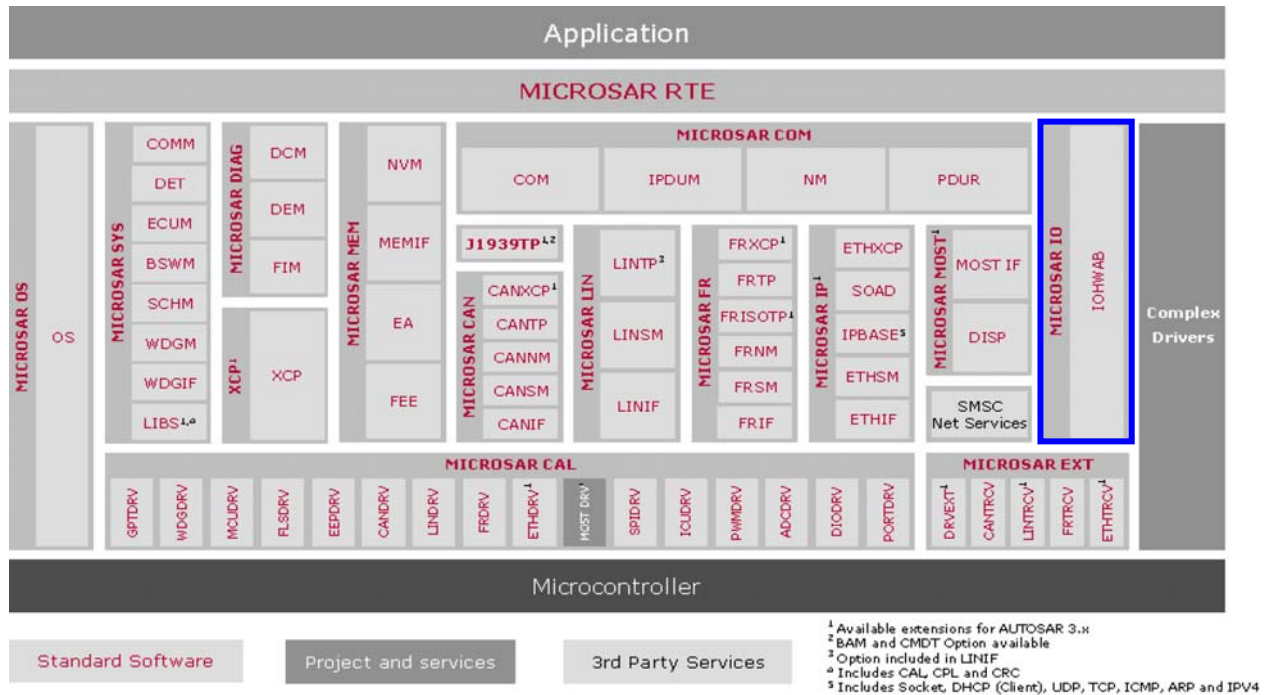 Application
MICROSAR RTE
MICROSAR OS
OS
MICROSAR SYS
COMM
DET
ECUM
BSWM
SCHM
WDGM
WDGIF
LIBS¹,⁴
MICROSAR DIAG
DCM
DEM
FIM
XCP¹
XCP
MICROSAR MEM
NVM
MEMIF
EA
FEE
MICROSAR COM
COM
IPDUM
NM
PDUR
J1939TP¹,²
MICROSAR CAN
CANXCP¹
CANTP
CANNM
CANSM
CANIF
MICROSAR LIN
LINTP³
LINSM
LINIF
MICROSAR FR
FRXCP¹
FRTP
FRISOTP¹
FRNM
FRSM
FRIF
MICROSAR IP¹
ETHXCP
SOAD
IPBASE⁵
ETHSM
ETHIF
MICROSAR MOST¹
MOST IF
DISP
SMSC
Net Services
MICROSAR IO
IOHWAB
Complex
Drivers
MICROSAR CAL
GPTDRV
WDGDRV
MCUDRV
FLSDRV
EEPDRV
CANDRV
LINDRV
FRDRV
ETHDRV¹
MOST DRV¹
SPIDRV
ICUDRV
PWMDRV
ADCDRV
DIODRV
PORTDRV
MICROSAR EXT
DRVEXT¹
CANTRCV
LINTRCV¹
FRTRCV
ETHTRCV¹
Microcontroller
Standard Software
Project and services
3rd Party Services
¹ Available extensions for AUTOSAR 3.x
² BAM and CMDT Option available
³ Option included in LINIF
⁴ Includes CAL, CPL and CRC
⁵ Includes Socket, DHCP (Client), UDP, TCP, ICMP, ARP and IPV4